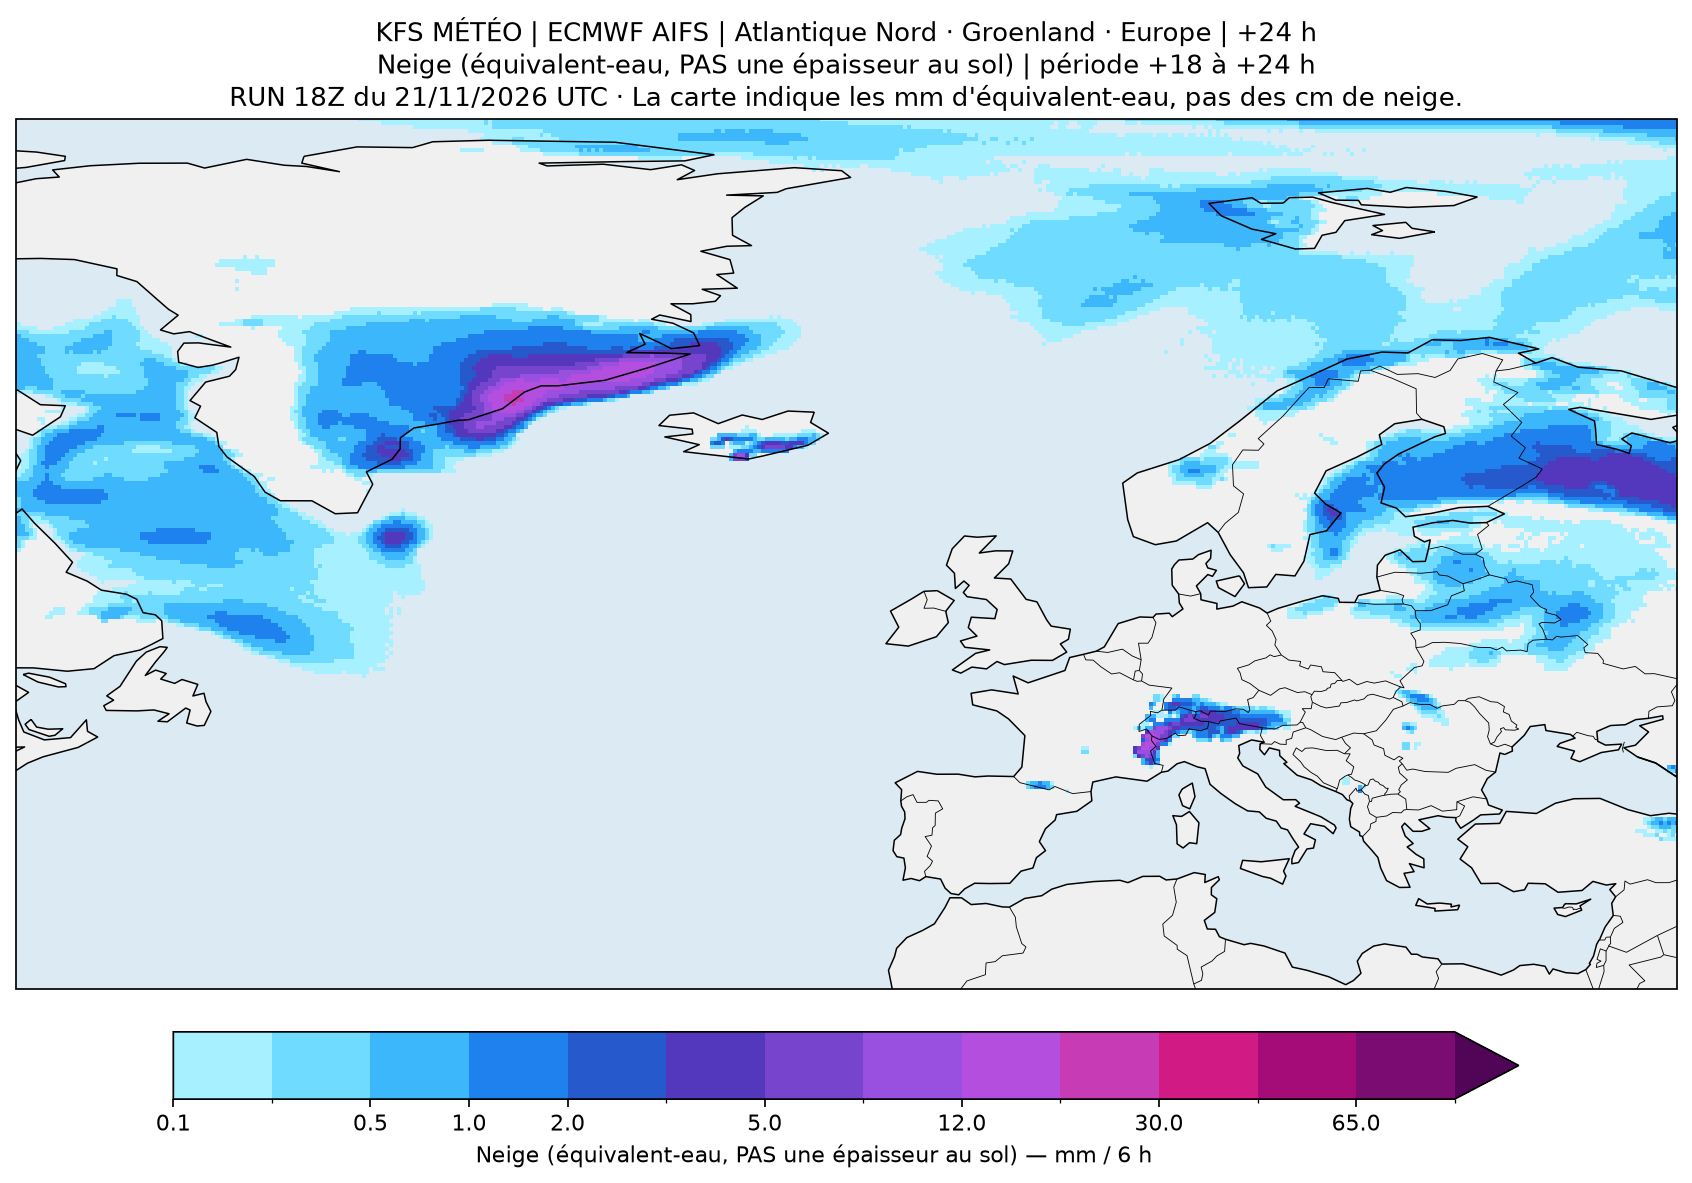 KFS MÉTÉO | ECMWF AIFS | Atlantique Nord · Groenland · Europe | +24 h
Neige (équivalent-eau, PAS une épaisseur au sol) | période +18 à +24 h
RUN 18Z du 21/11/2026 UTC · La carte indique les mm d'équivalent-eau, pas des cm de neige.
0.1 0.5 1.0 2.0 5.0 12.0 30.0 65.0
Neige (équivalent-eau, PAS une épaisseur au sol) — mm / 6 h